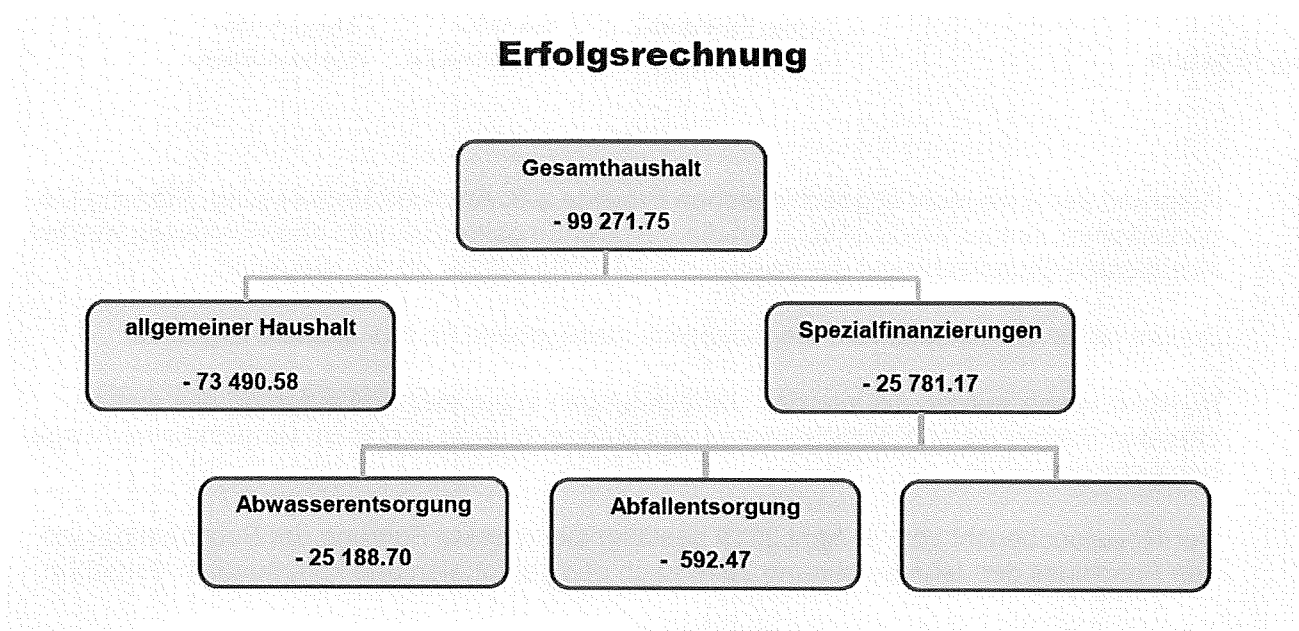 Erfolgsrechnung
Gesamthaushalt
- 99 271.75
allgemeiner Haushalt
- 73 490.58
Spezialfinanzierungen
- 25 781.17
Abwasserentsorgung
- 25 188.70
Abfallentsorgung
- 592.47